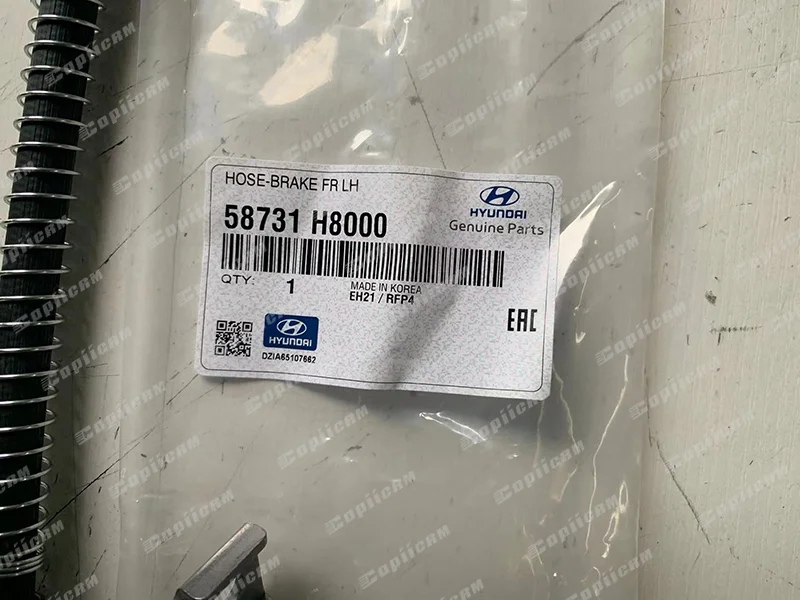 HOSE-BRAKE FR LH
58731 H8000
HYUNDAI
Genuine Parts
QTY: 1
MADE IN KOREA
EH21 / RFP4
EAC
HYUNDAI
DZIA65107662
CopiiCRM